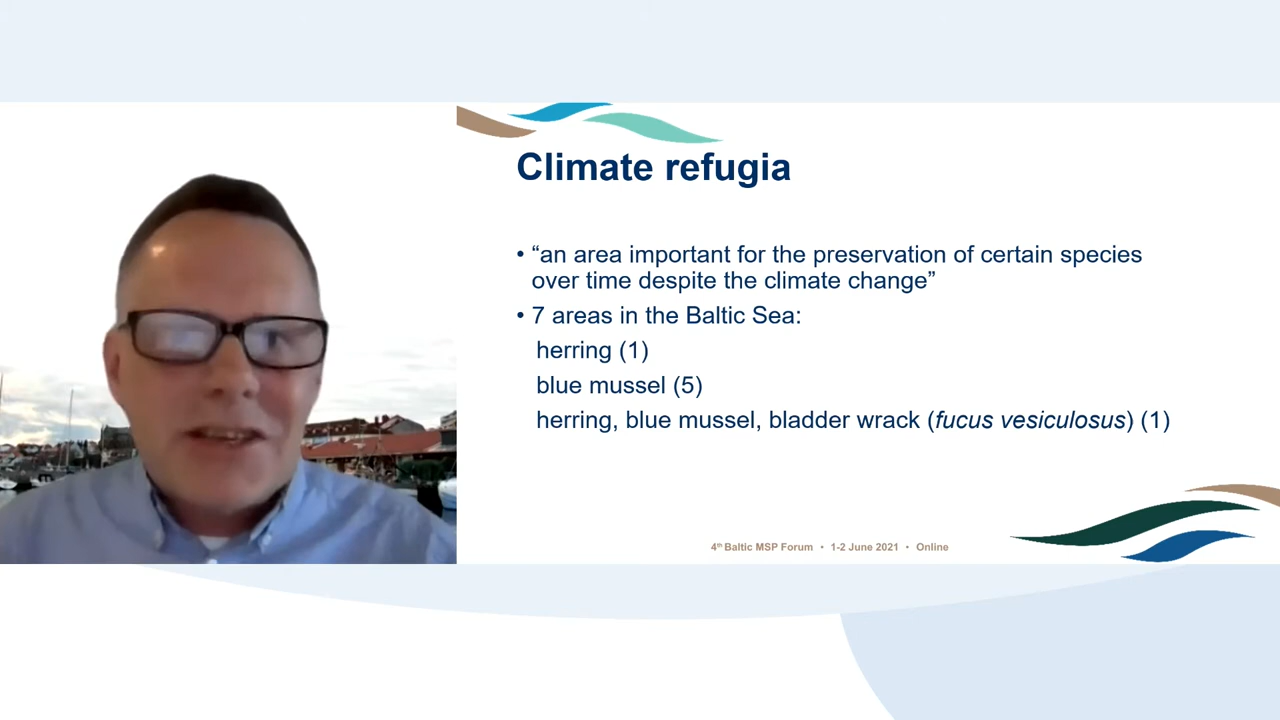 Climate refugia
• “an area important for the preservation of certain species
over time despite the climate change”
• 7 areas in the Baltic Sea:
herring (1)
blue mussel (5)
herring, blue mussel, bladder wrack (fucus vesiculosus) (1)
4th Baltic MSP Forum • 1-2 June 2021 • Online